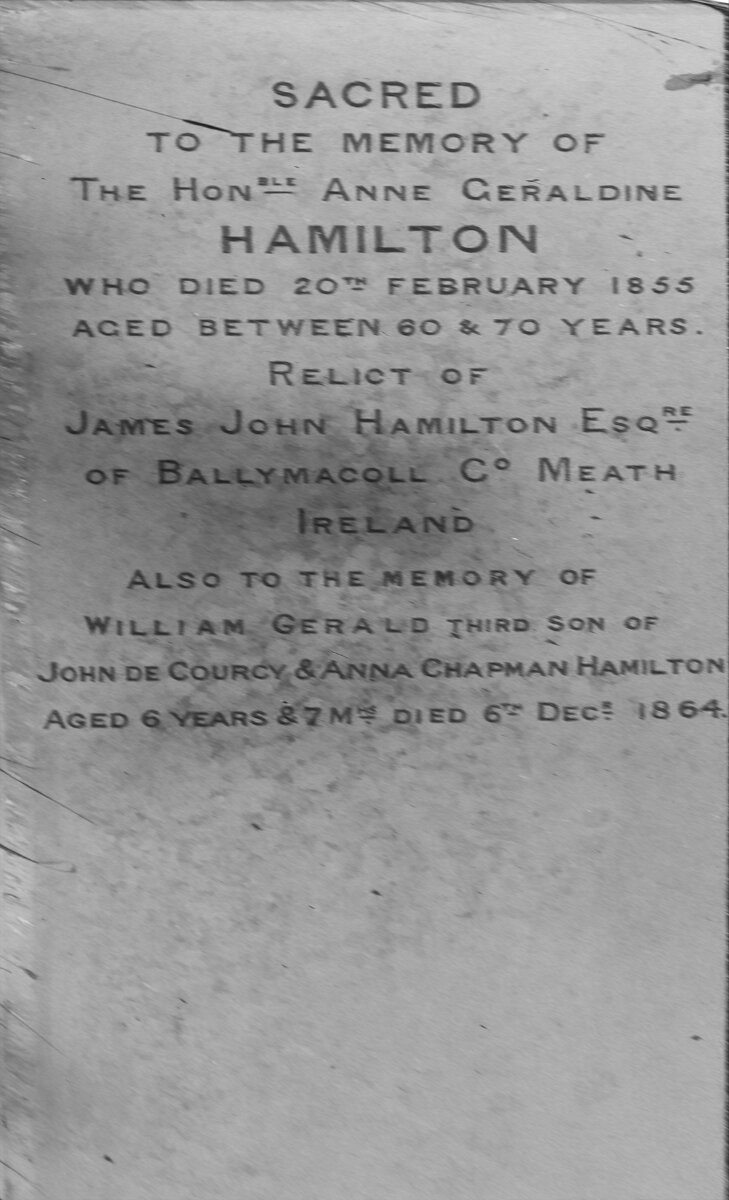 SACRED
TO THE MEMORY OF
THE HONBLE ANNE GERALDINE
HAMILTON
WHO DIED 20TH FEBRUARY 1855
AGED BETWEEN 60 & 70 YEARS.
RELICT OF
JAMES JOHN HAMILTON ESQRE
OF BALLYMACOLL CO MEATH
IRELAND
ALSO TO THE MEMORY OF
WILLIAM GERALD THIRD SON OF
JOHN DE COURCY & ANNA CHAPMAN HAMILTON
AGED 6 YEARS & 7 MHS DIED 6TH DECR 1864.